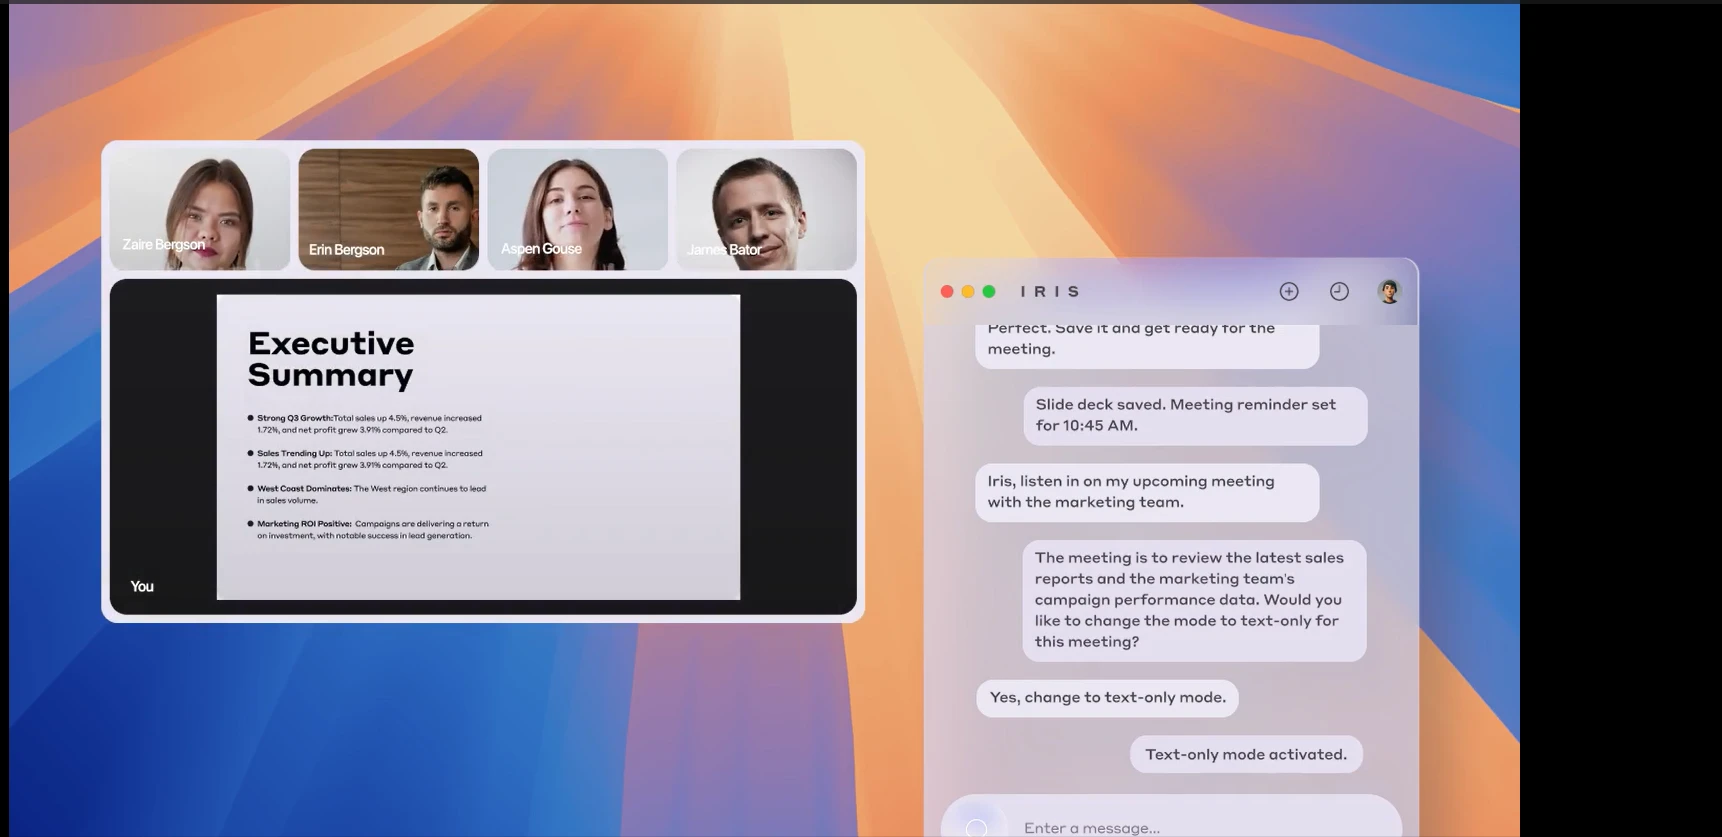 Zaire Bergson
Erin Bergson
Aspen Gouse
James Bator
Executive
Summary
Strong Q3 Growth:Total sales up 4.5%, revenue increased
1.72%, and net profit grew 3.91% compared to Q2.
Sales Trending Up: Total sales up 4.5%, revenue increased
1.72%, and net profit grew 3.91% compared to Q2.
West Coast Dominates: The West region continues to lead
in sales volume.
Marketing ROI Positive: Campaigns are delivering a return
on investment, with notable success in lead generation.
You
IRIS
Perfect. Save it and get ready for the
meeting.
Slide deck saved. Meeting reminder set
for 10:45 AM.
Iris, listen in on my upcoming meeting
with the marketing team.
The meeting is to review the latest sales
reports and the marketing team's
campaign performance data. Would you
like to change the mode to text-only for
this meeting?
Yes, change to text-only mode.
Text-only mode activated.
Enter a message...